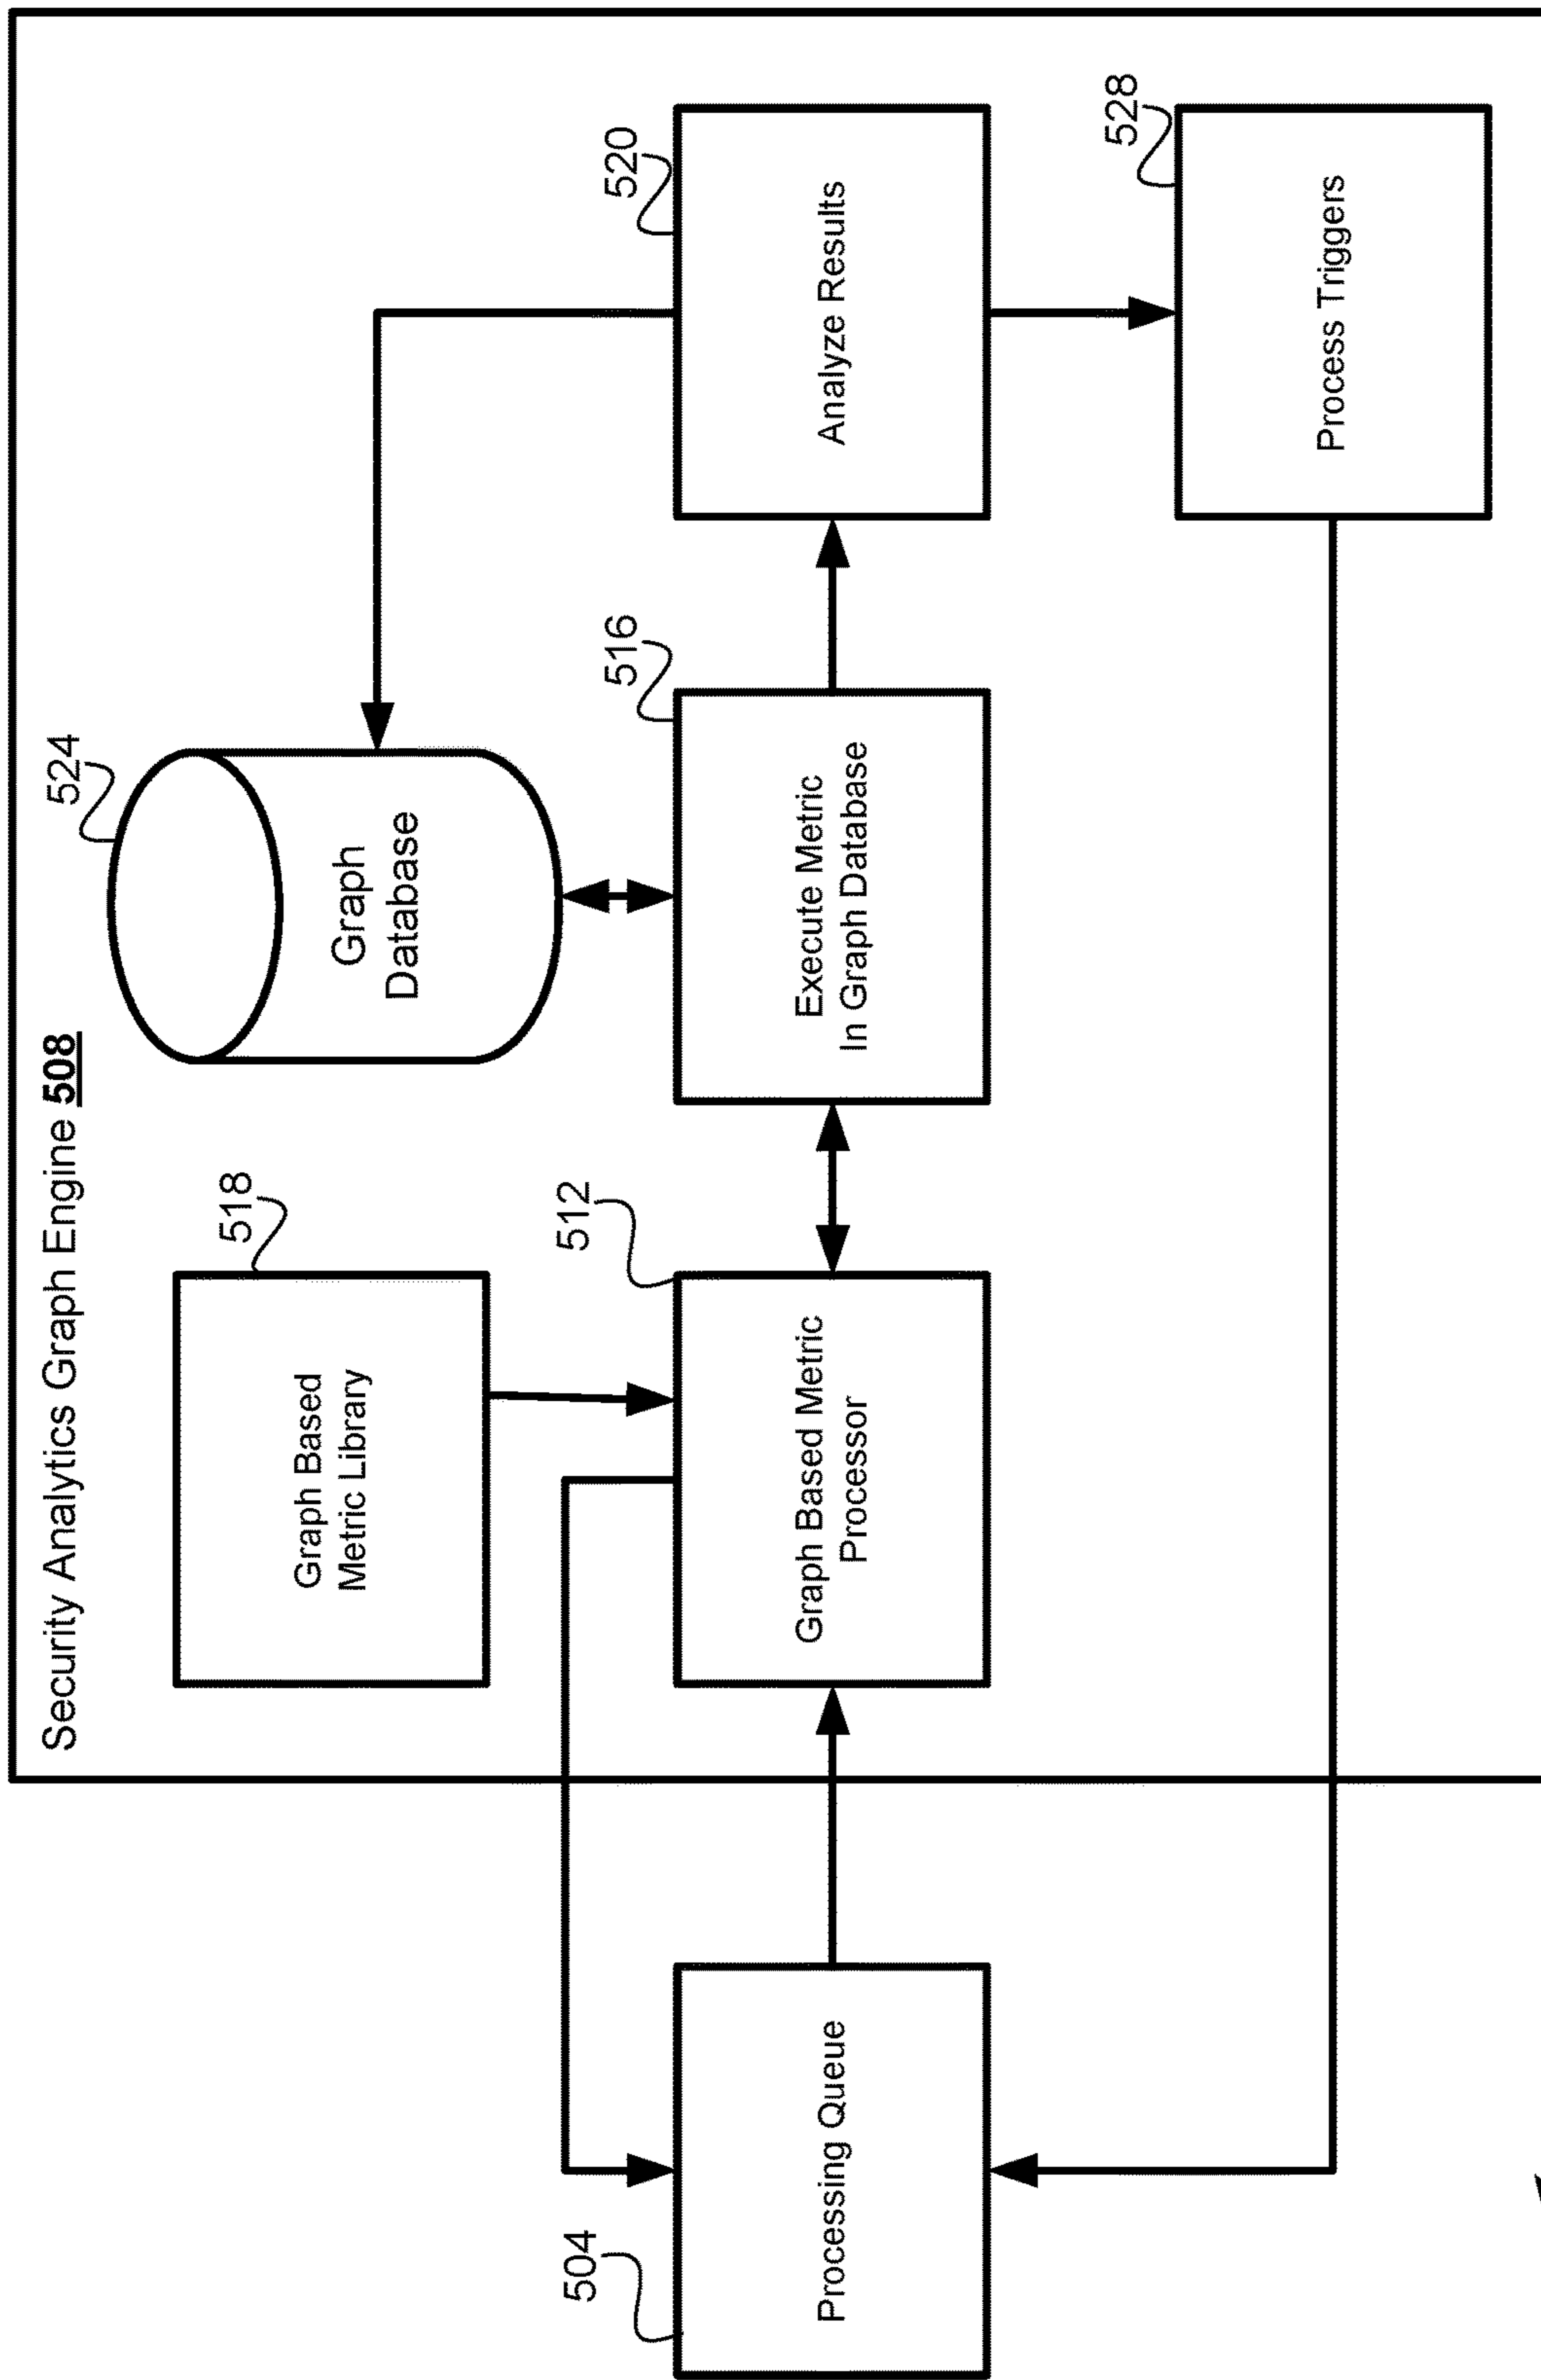 Security Analytics Graph Engine 508
524
Graph
Database
518
Graph Based
Metric Library
504
Processing Queue
512
Graph Based Metric
Processor
516
Execute Metric
In Graph Database
520
Analyze Results
528
Process Triggers